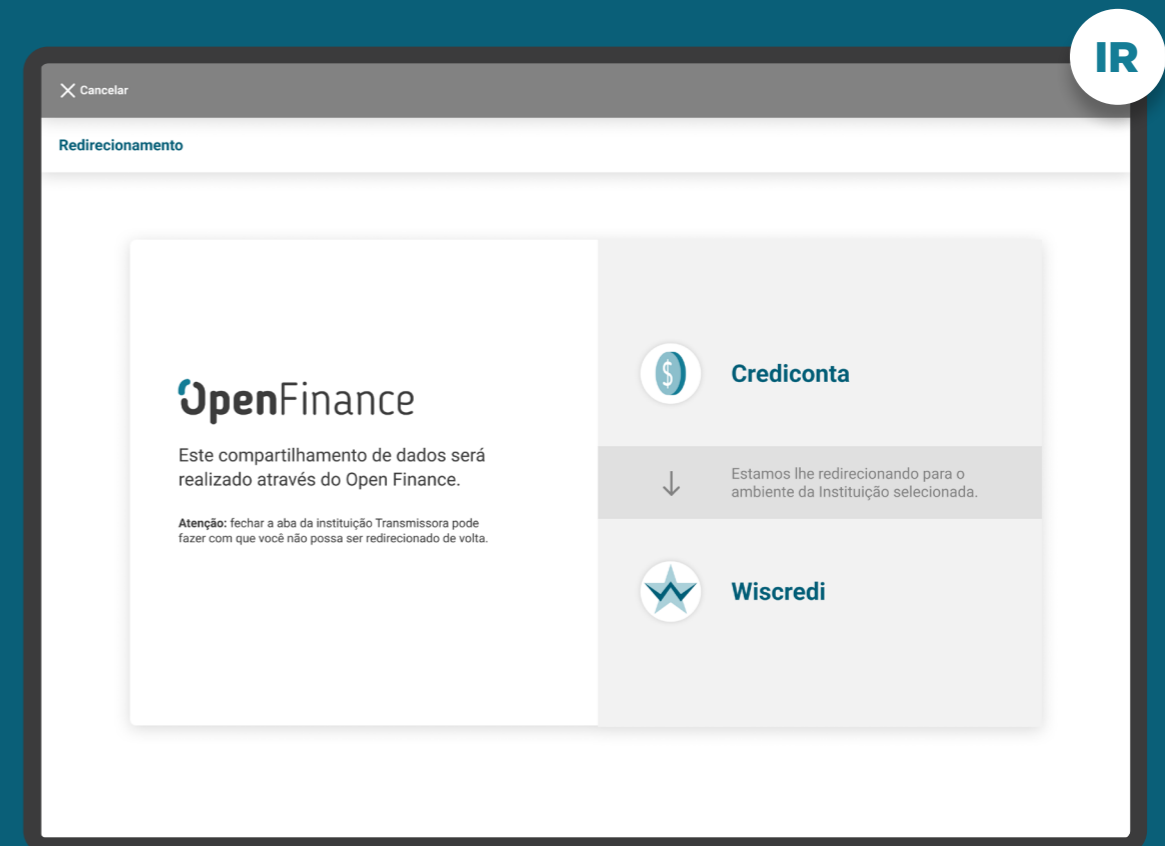 IR
Cancelar
Redirecionamento
OpenFinance
Este compartilhamento de dados será
realizado através do Open Finance.
Atenção: fechar a aba da instituição Transmissora pode
fazer com que você não possa ser redirecionado de volta.
$
Crediconta
Estamos lhe redirecionando para o
ambiente da Instituição selecionada.
Wiscredi